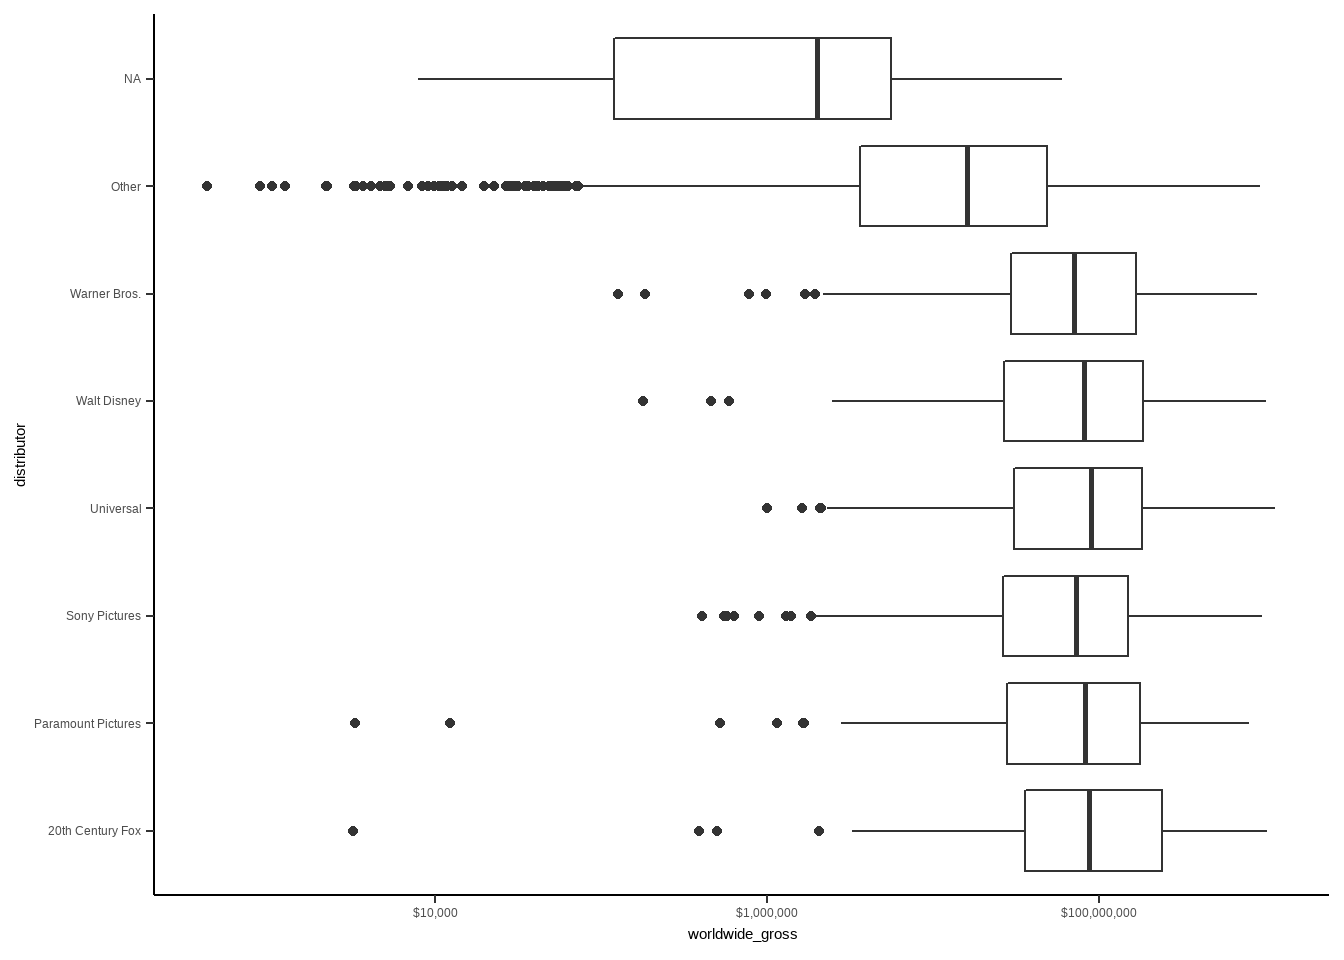 NA
Other
Warner Bros.
Walt Disney
Universal
Sony Pictures
Paramount Pictures
20th Century Fox
distributor
$10,000
$1,000,000
$100,000,000
worldwide_gross